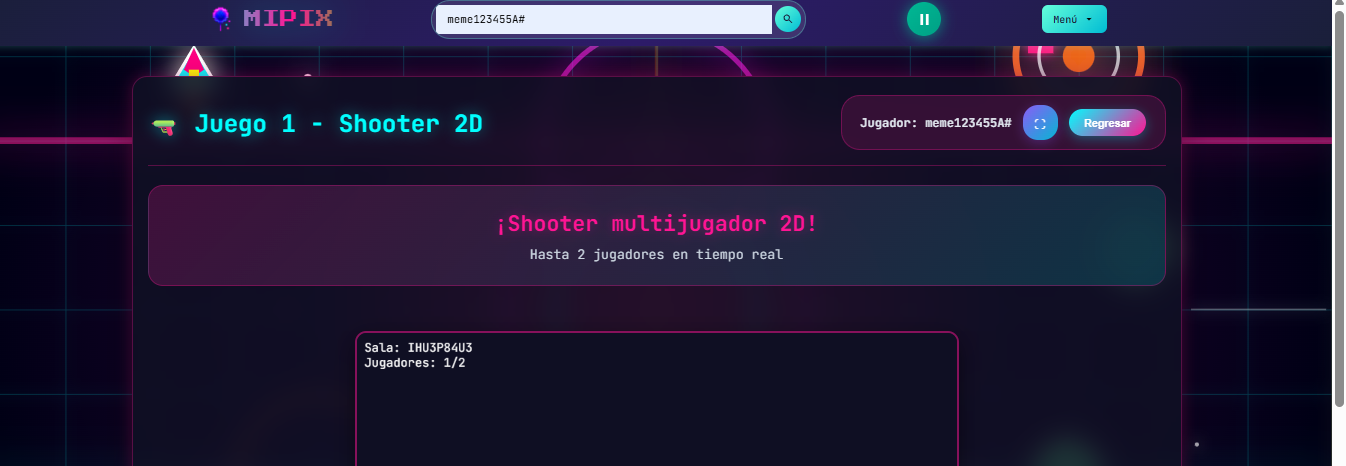 MIPIX
meme123455A#
Menú
Juego 1 - Shooter 2D
Jugador: meme123455A#
Regresar
¡Shooter multijugador 2D!
Hasta 2 jugadores en tiempo real
Sala: IHU3P84U3
Jugadores: 1/2